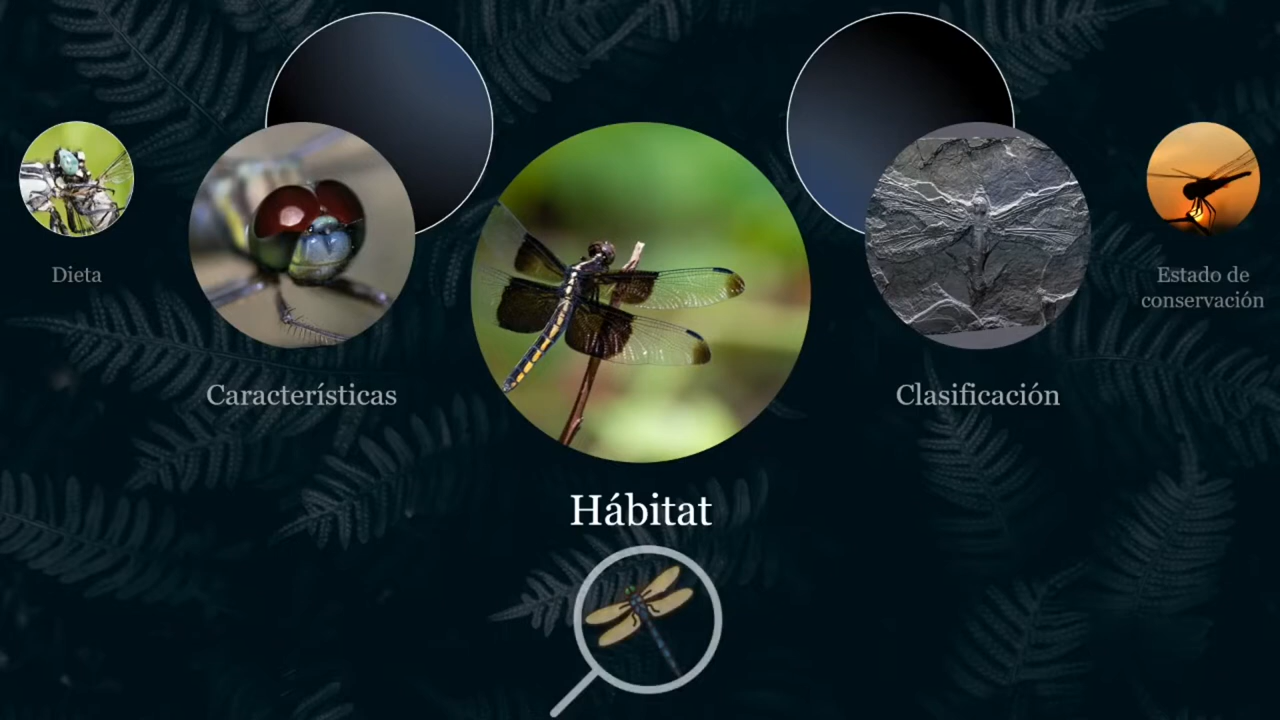 Dieta
Características
Hábitat
Clasificación
Estado de
conservación